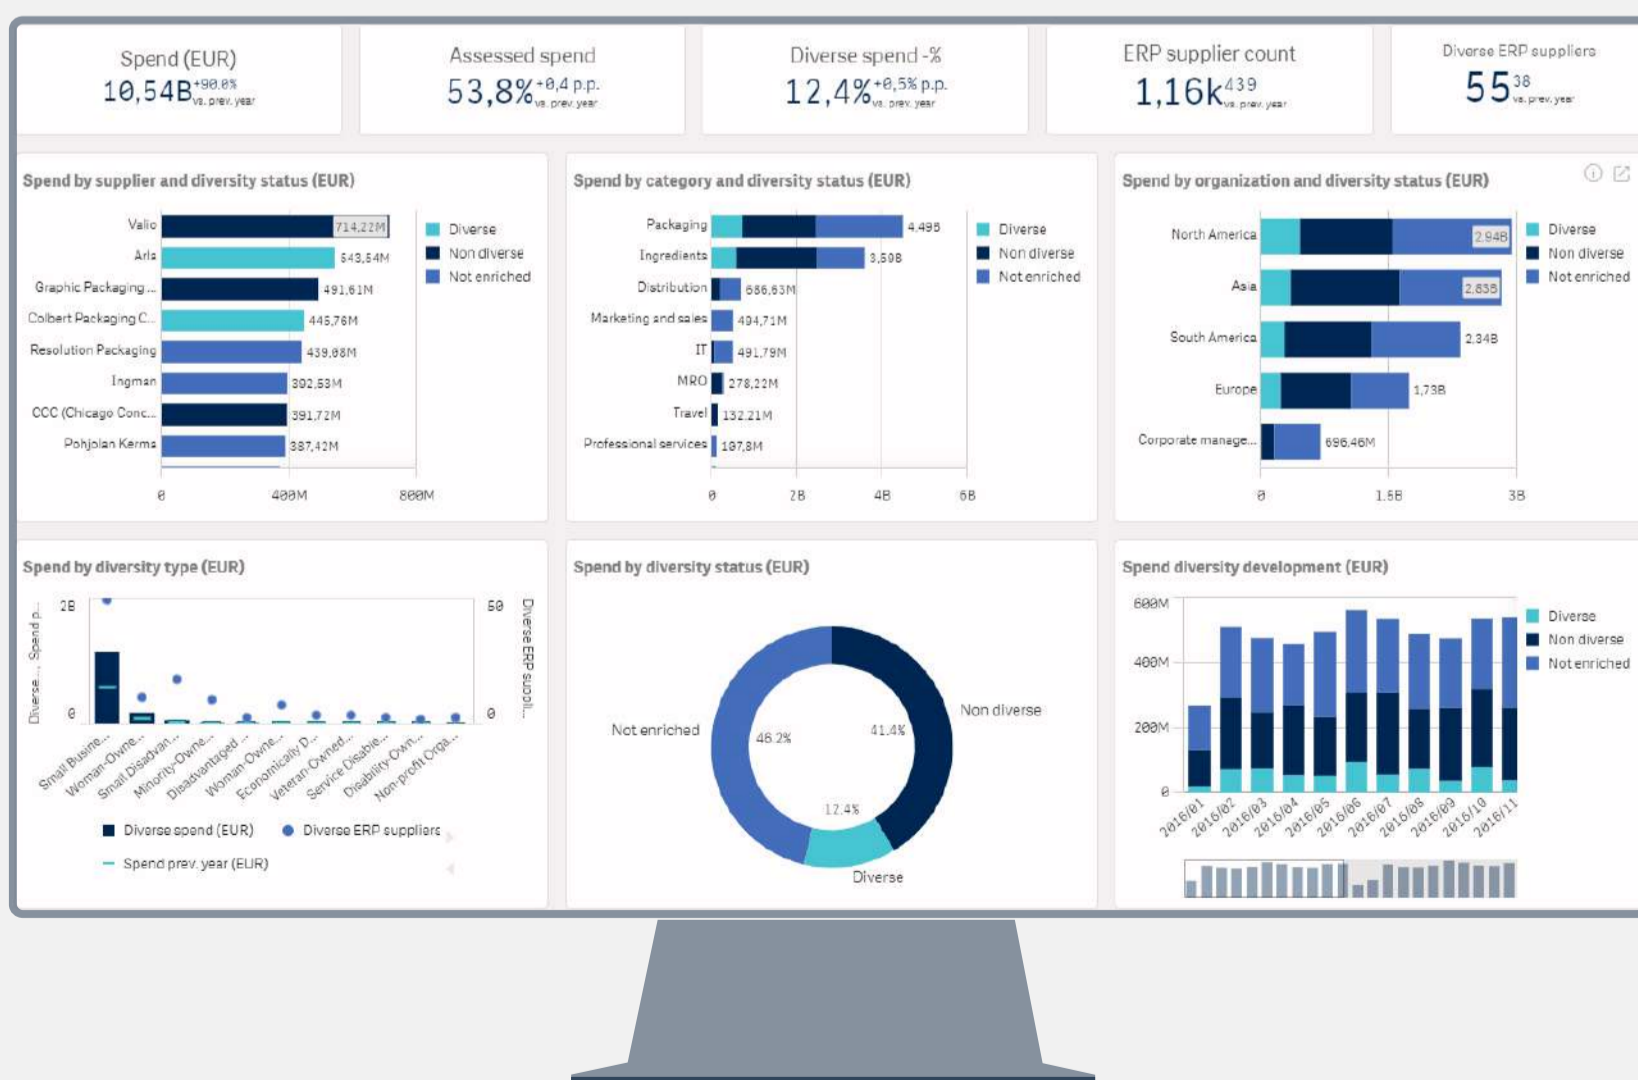 Spend (EUR)
10,54B +90.0%
vs. prev. year
Assessed spend
53,8% +0,4 p.p.
vs. prev. year
Diverse spend -%
12,4% +0,5% p.p.
vs. prev. year
ERP supplier count
1,16k 439
vs. prev. year
Diverse ERP suppliers
55 38
vs. prev. year
Spend by supplier and diversity status (EUR)
Valio
714,22M
Arla
543,54M
Graphic Packaging ...
491,61M
Colbert Packaging C...
445,76M
Resolution Packaging
439,08M
Ingman
392,53M
CCC (Chicago Conc...
391,72M
Pohjolan Kerma
387,42M
0
400M
800M
Diverse
Non diverse
Not enriched
Spend by category and diversity status (EUR)
Packaging
4,49B
Ingredients
3,59B
Distribution
686,63M
Marketing and sales
494,71M
IT
491,79M
MRO
278,22M
Travel
132,21M
Professional services
107,8M
0
2B
4B
6B
Diverse
Non diverse
Not enriched
Spend by organization and diversity status (EUR)
North America
2,94B
Asia
2,83B
South America
2,34B
Europe
1,73B
Corporate manage...
696,46M
0
1.5B
3B
Diverse
Non diverse
Not enriched
Spend by diversity type (EUR)
Diverse... Spend p...
2B
0
50
0
Diverse ERP suppli...
Small Busine...
Woman-Owne...
Small Disadvan...
Minority-Owne...
Disadvantaged ...
Woman-Owne...
Economically D...
Veteran-Owned...
Service Disable...
Disability-Own...
Non-profit Orga...
Diverse spend (EUR)
Diverse ERP suppliers
Spend prev. year (EUR)
Spend by diversity status (EUR)
Not enriched
46.2%
41.4%
Non diverse
12.4%
Diverse
Spend diversity development (EUR)
600M
400M
200M
0
2016/01
2016/02
2016/03
2016/04
2016/05
2016/06
2016/07
2016/08
2016/09
2016/10
2016/11
Diverse
Non diverse
Not enriched